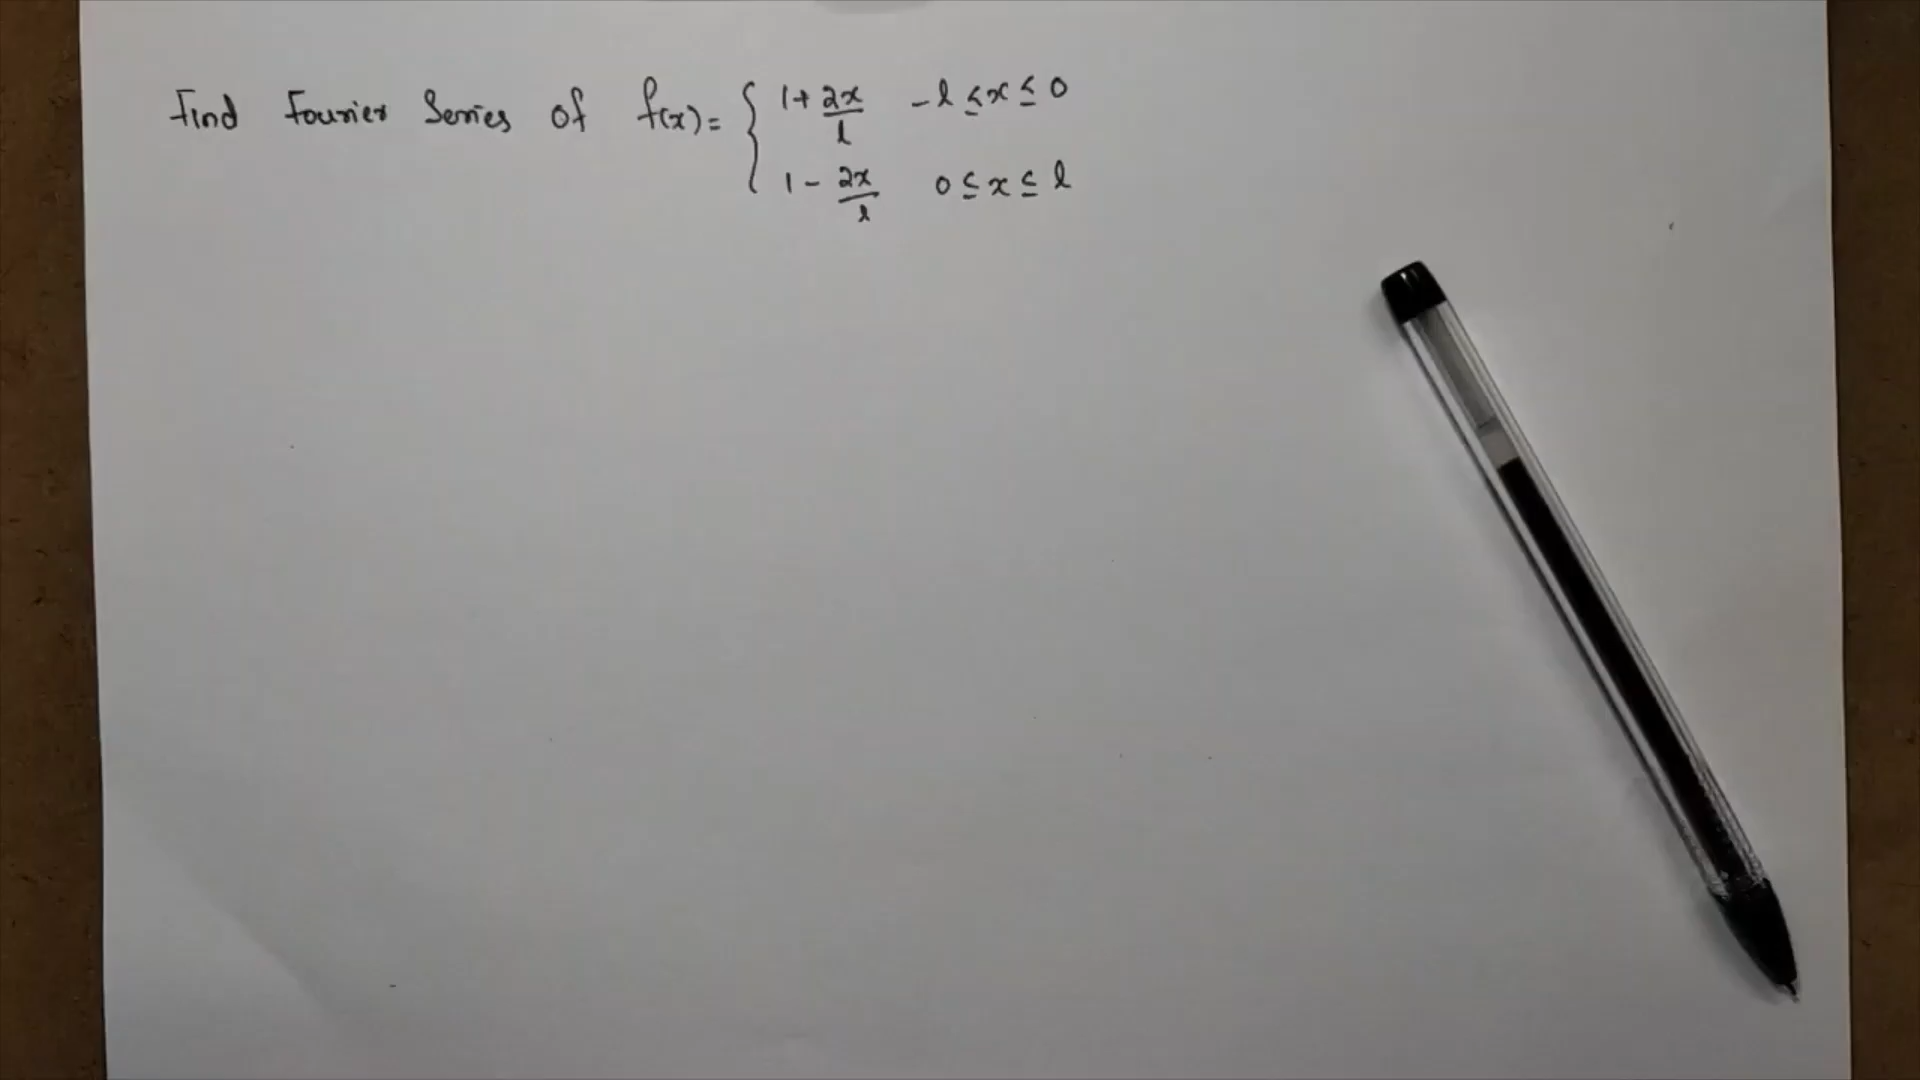 Find Fourier Series of f(x) = { 1 + 2x/l   -l ≤ x ≤ 0
1 - 2x/l   0 ≤ x ≤ l